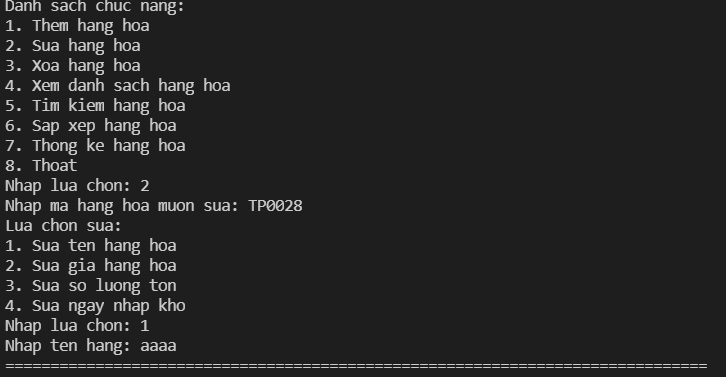 Danh sach chuc nang:
1. Them hang hoa
2. Sua hang hoa
3. Xoa hang hoa
4. Xem danh sach hang hoa
5. Tim kiem hang hoa
6. Sap xep hang hoa
7. Thong ke hang hoa
8. Thoat
Nhap lua chon: 2
Nhap ma hang hoa muon sua: TP0028
Lua chon sua:
1. Sua ten hang hoa
2. Sua gia hang hoa
3. Sua so luong ton
4. Sua ngay nhap kho
Nhap lua chon: 1
Nhap ten hang: aaaa
==============================================================================